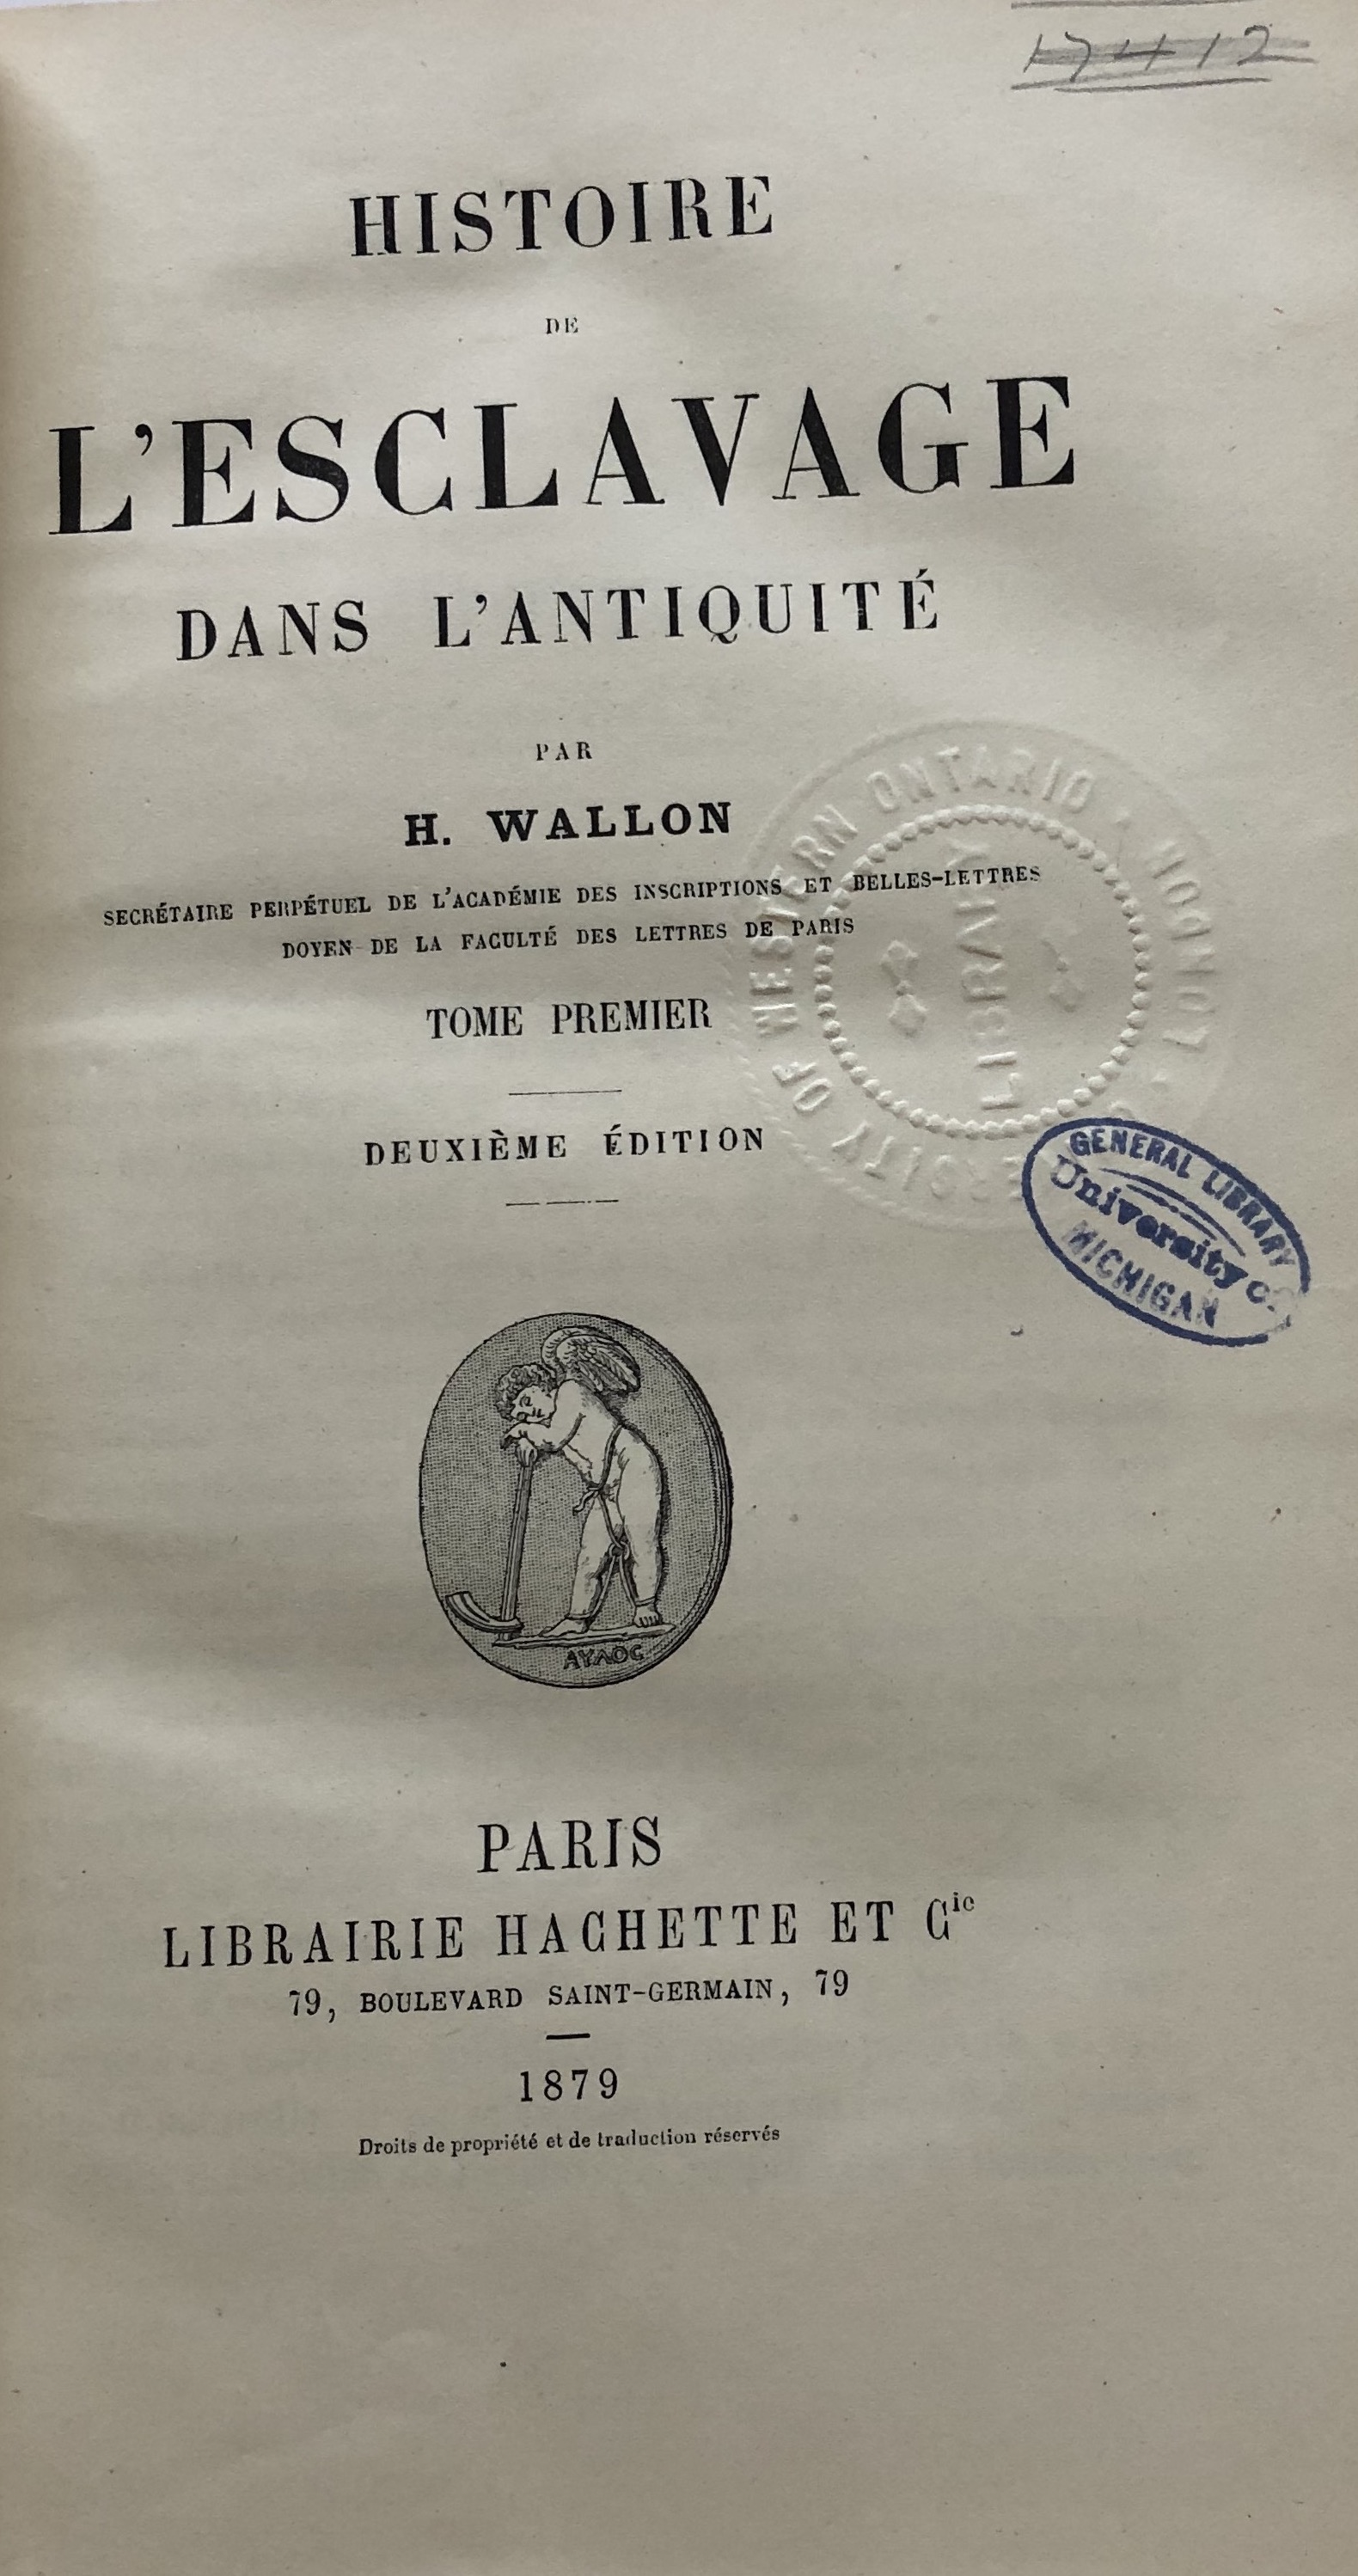 17412
HISTOIRE
DE
L'ESCLAVAGE
DANS L'ANTIQUITÉ
PAR
H. WALLON
SECRÉTAIRE PERPÉTUEL DE L'ACADÉMIE DES INSCRIPTIONS ET BELLES-LETTRES
DOYEN DE LA FACULTÉ DES LETTRES DE PARIS
TOME PREMIER
DEUXIÈME ÉDITION
OF WESTERN ONTARIO LONDON
LIBRARY
GENERAL LIBRARY
University of
MICHIGAN
ΑΥΛΟC
PARIS
LIBRAIRIE HACHETTE ET Cie
79, BOULEVARD SAINT-GERMAIN, 79
1879
Droits de propriété et de traduction réservés